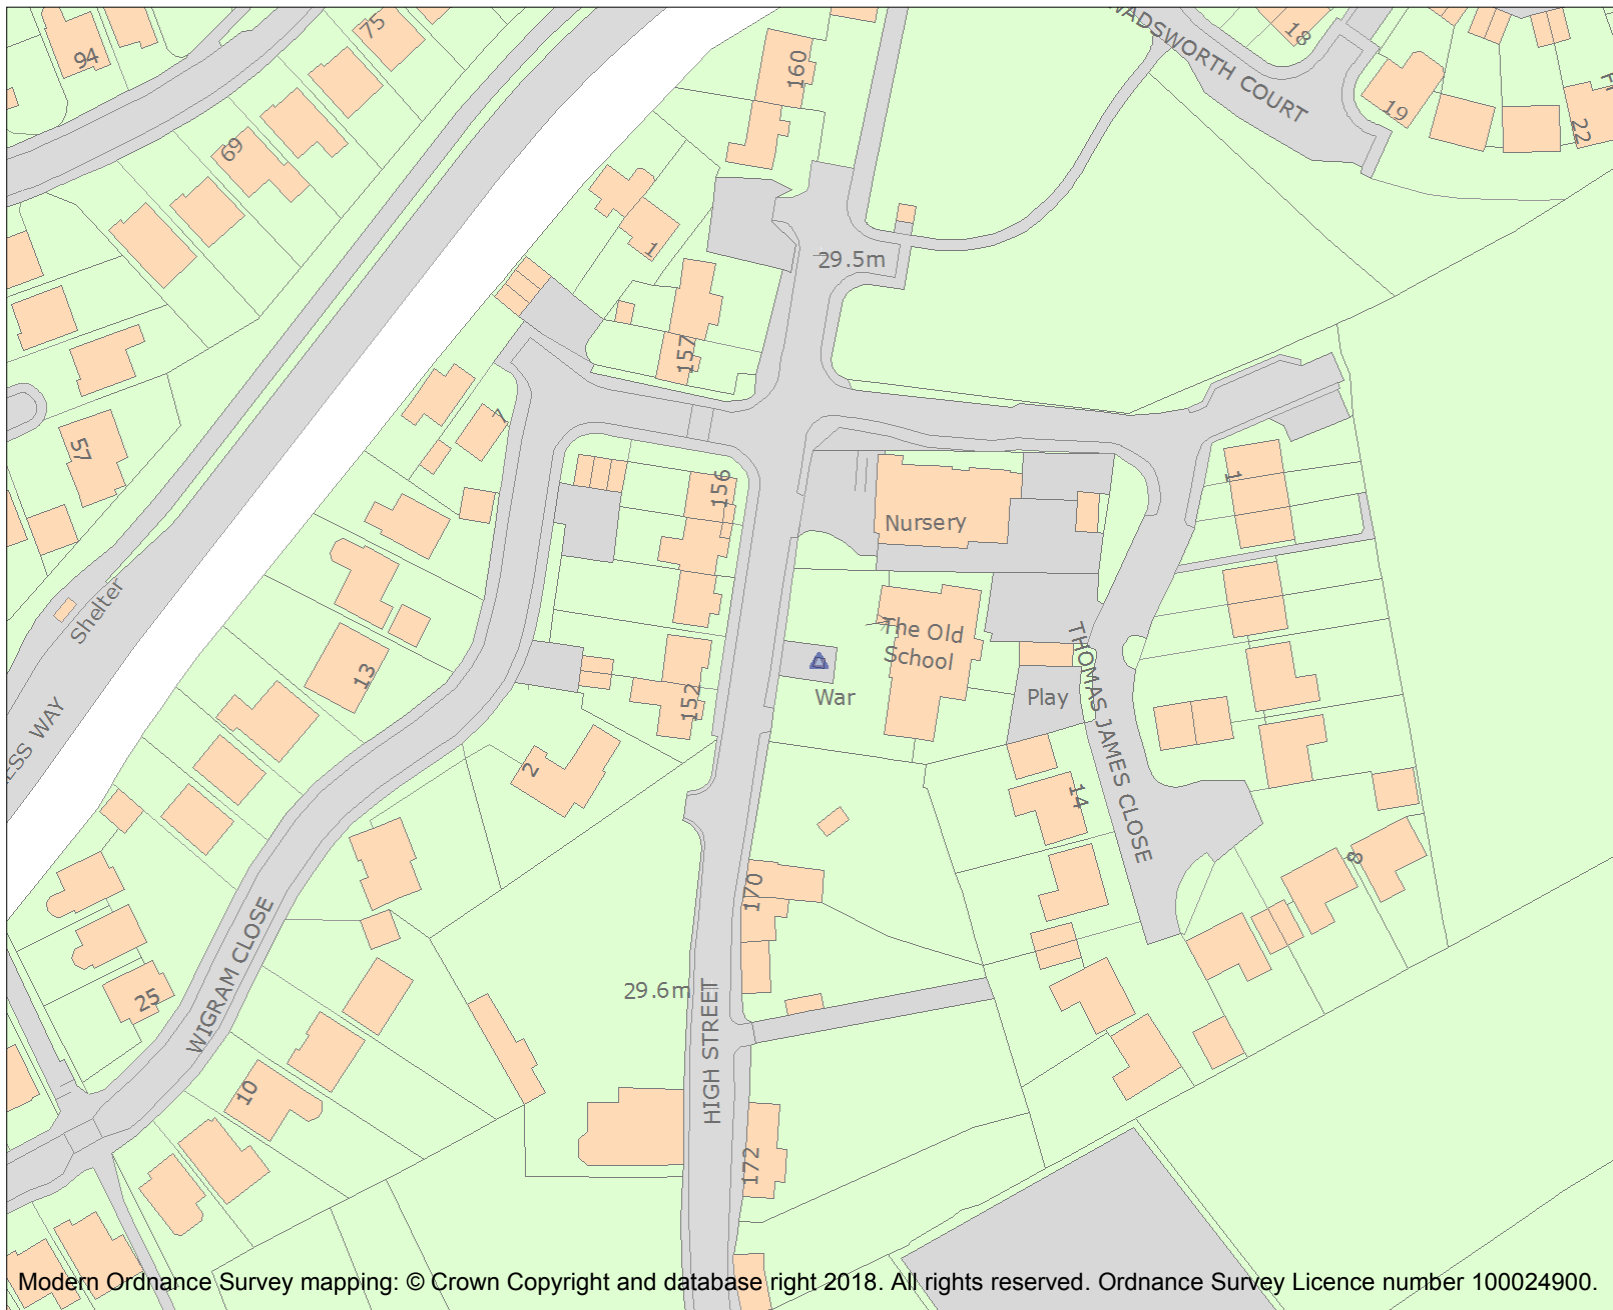 94
75
160
WADSWORTH COURT
18
19
22
69
1
29.5m
157
57
7
156
1
Nursery
Shelter
The Old
School
THOMAS JAMES CLOSE
13
152
War
Play
ESS WAY
2
14
170
8
WIGRAM CLOSE
25
29.6m
HIGH STREET
10
172
Modern Ordnance Survey mapping: © Crown Copyright and database right 2018. All rights reserved. Ordnance Survey Licence number 100024900.